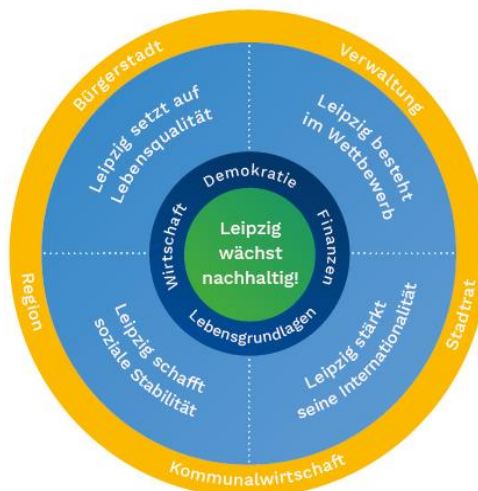 Bürgerstadt
Verwaltung
Leipzig setzt auf
Lebensqualität
Leipzig besteht
im Wettbewerb
Demokratie
Wirtschaft
Finanzen
Leipzig
wächst
nachhaltig!
Lebensgrundlagen
Region
Stadtrat
Leipzig schafft
soziale Stabilität
Leipzig stärkt
seine Internationalität
Kommunalwirtschaft